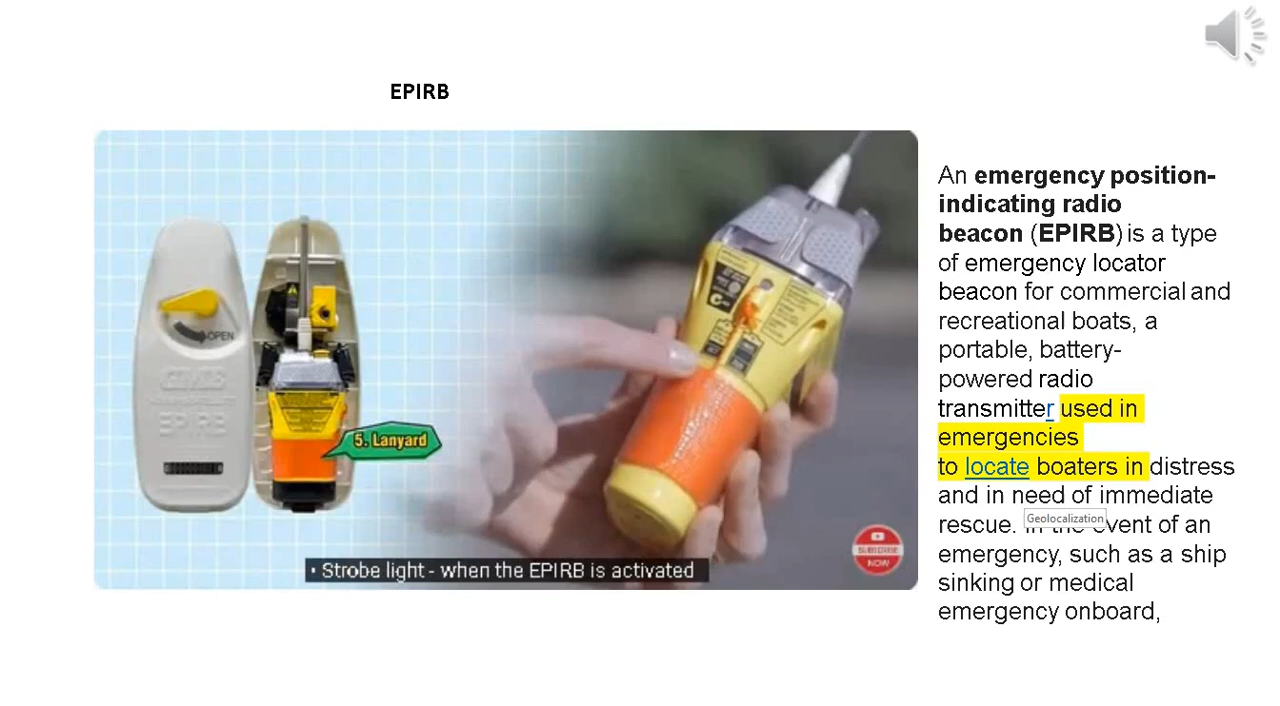 EPIRB
OPEN
EPIRB
5. Lanyard
SUBSCRIBE
NOW
• Strobe light - when the EPIRB is activated
An emergency position-
indicating radio
beacon (EPIRB) is a type
of emergency locator
beacon for commercial and
recreational boats, a
portable, battery-
powered radio
transmitter used in
emergencies
to locate boaters in distress
and in need of immediate
rescue. In the event of an
Geolocalization
emergency, such as a ship
sinking or medical
emergency onboard,